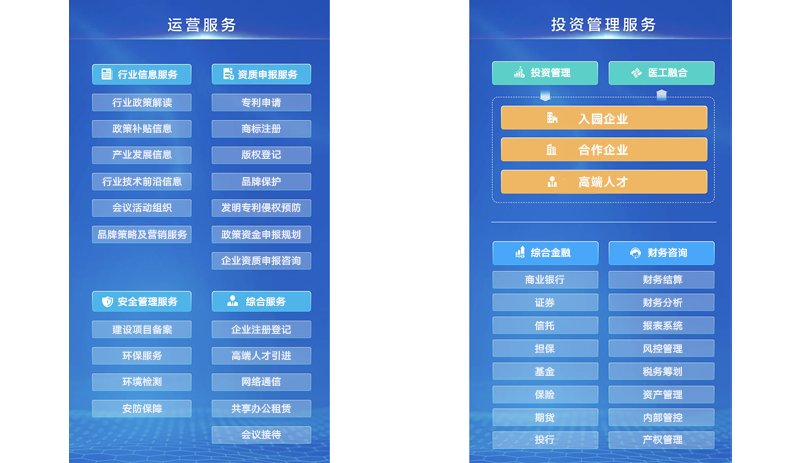 运营服务
行业信息服务
行业政策解读
政策补贴信息
产业发展信息
行业技术前沿信息
会议活动组织
品牌策略及营销服务
资质申报服务
专利申请
商标注册
版权登记
品牌保护
发明专利侵权预防
政策资金申报规划
企业资质申报咨询
安全管理服务
建设项目备案
环保服务
环境检测
安防保障
综合服务
企业注册登记
高端人才引进
网络通信
共享办公租赁
会议接待
投资管理服务
投资管理
医工融合
入园企业
合作企业
高端人才
综合金融
商业银行
证券
信托
担保
基金
保险
期货
投行
财务咨询
财务结算
财务分析
报表系统
风控管理
税务筹划
资产管理
内部管控
产权管理